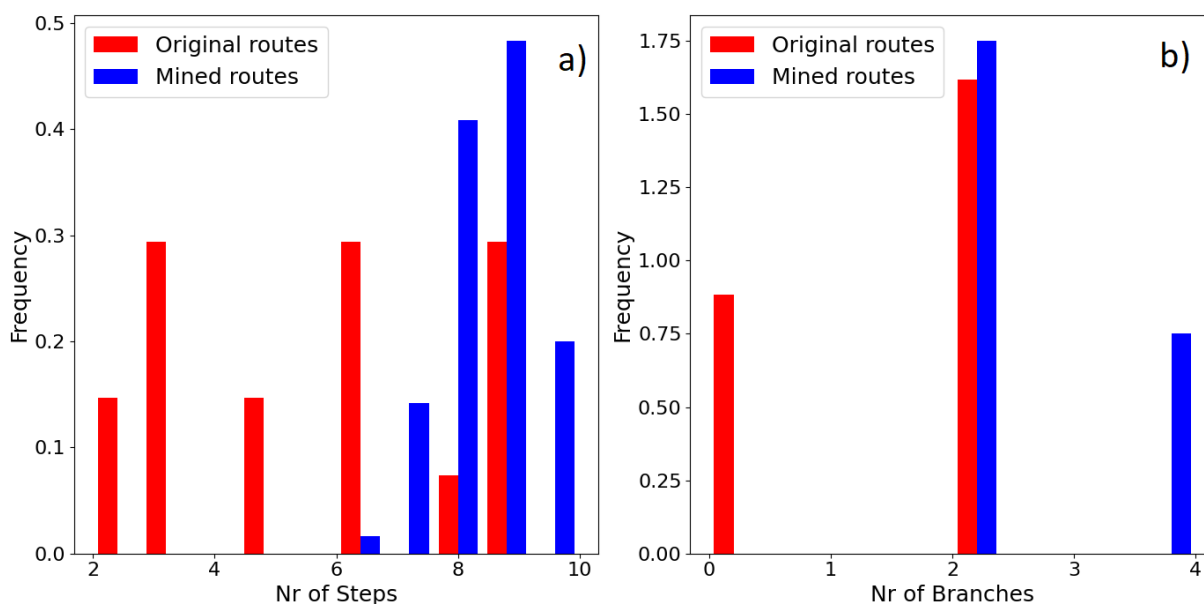 0.5
0.4
0.3
0.2
0.1
0.0
Frequency
Original routes
Mined routes
a)
2 4 6 8 10
Nr of Steps
1.75
1.50
1.25
1.00
0.75
0.50
0.25
0.00
Frequency
Original routes
Mined routes
b)
0 1 2 3 4
Nr of Branches